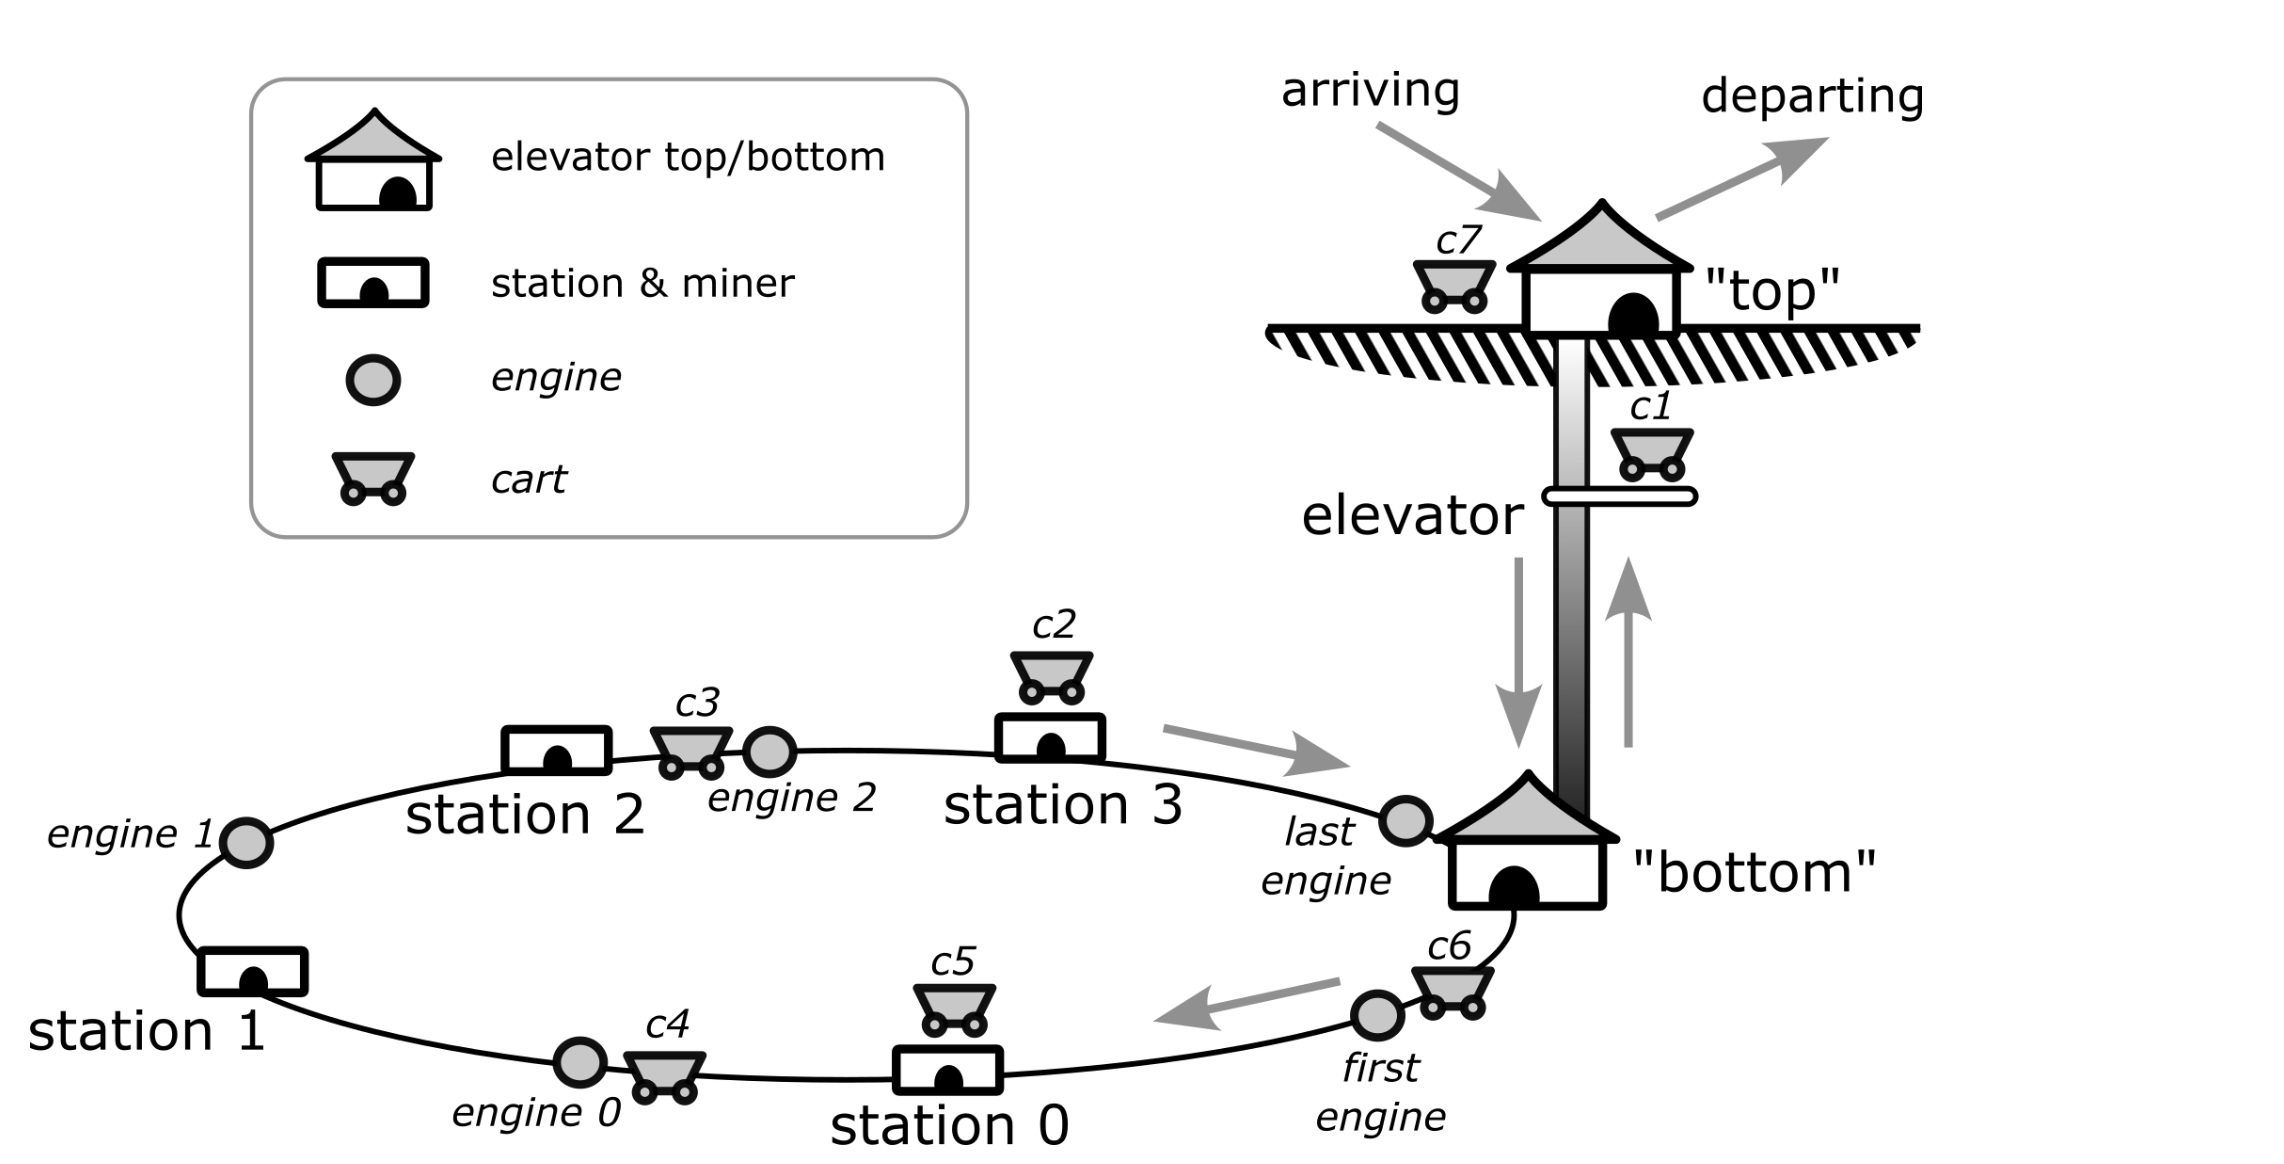 elevator top/bottom
station & miner
engine
cart
arriving
departing
c7
"top"
c1
elevator
c2
c3
station 2
engine 2
station 3
engine 1
last
engine
"bottom"
station 1
c4
engine 0
c5
station 0
c6
first
engine